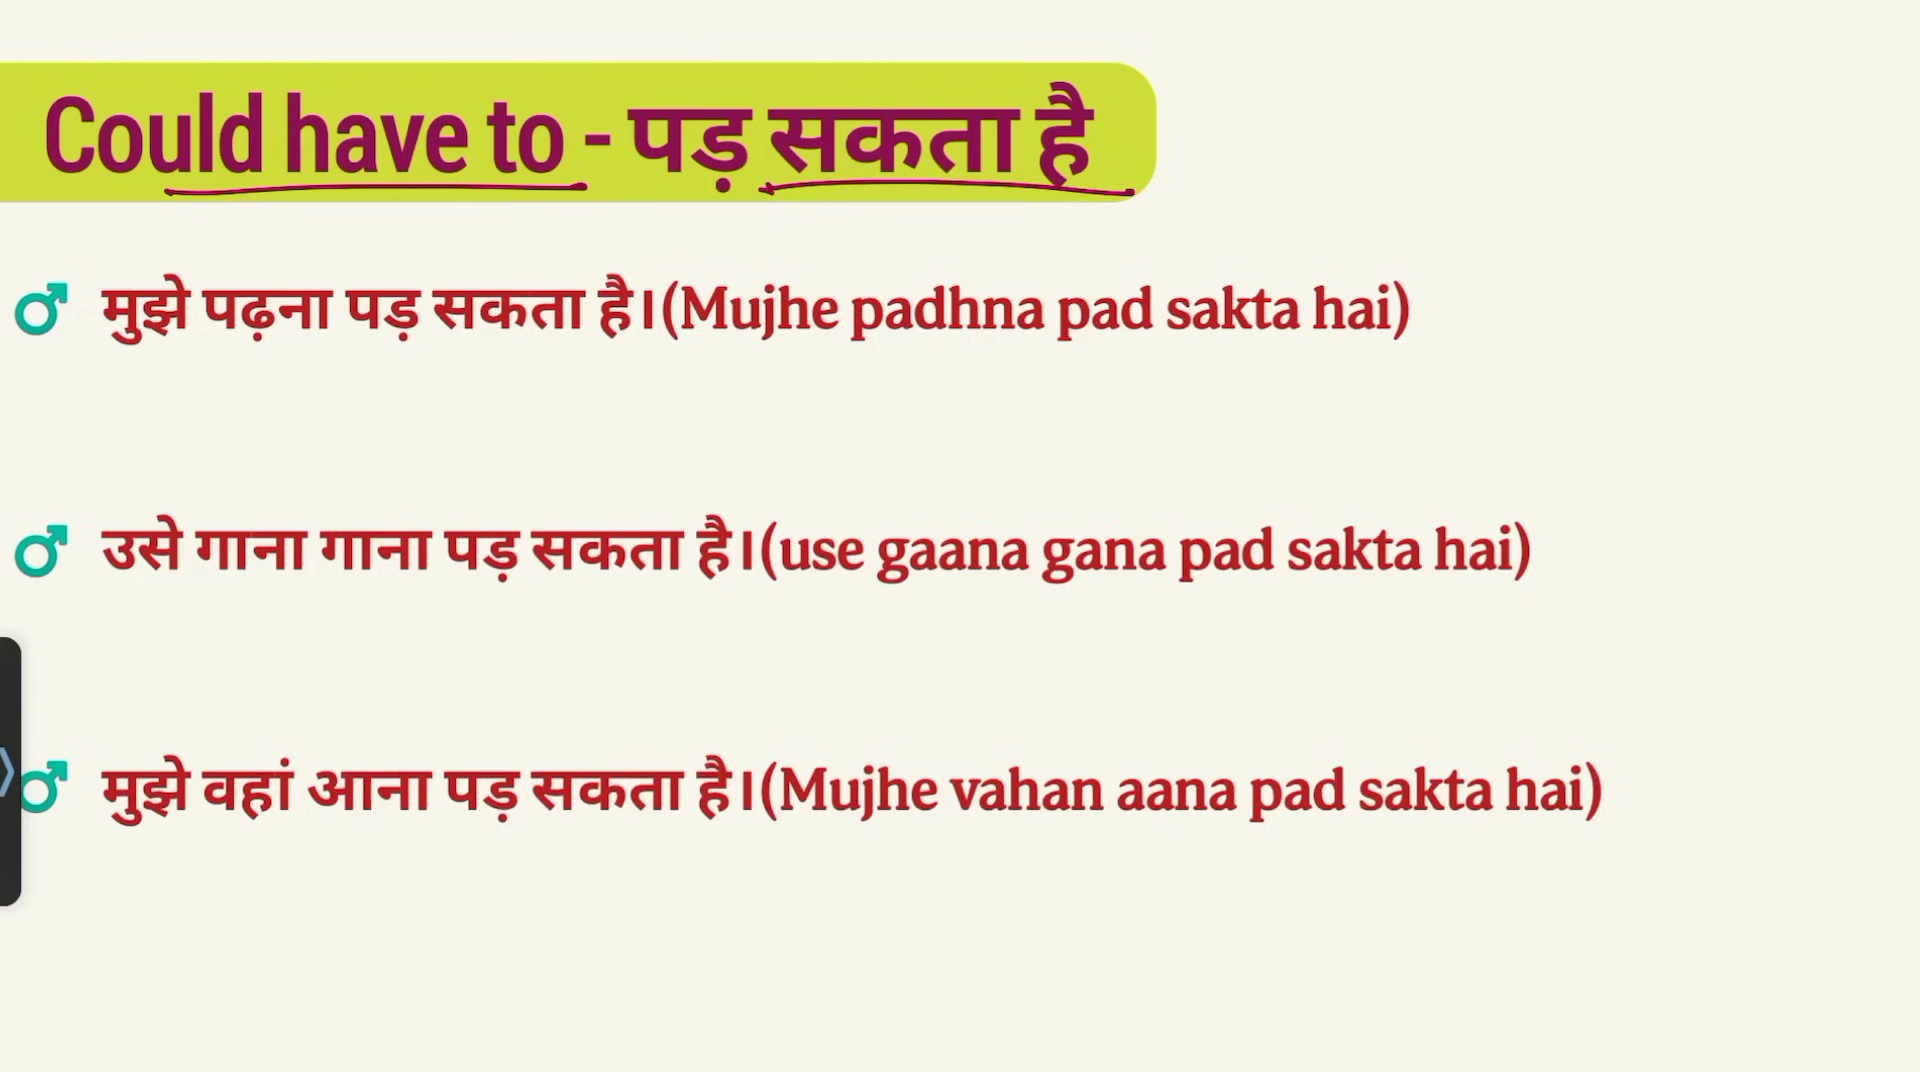 Could have to - पड़ सकता है
मुझे पढ़ना पड़ सकता है।(Mujhe padhna pad sakta hai)
उसे गाना गाना पड़ सकता है।(use gaana gana pad sakta hai)
मुझे वहां आना पड़ सकता है।(Mujhe vahan aana pad sakta hai)